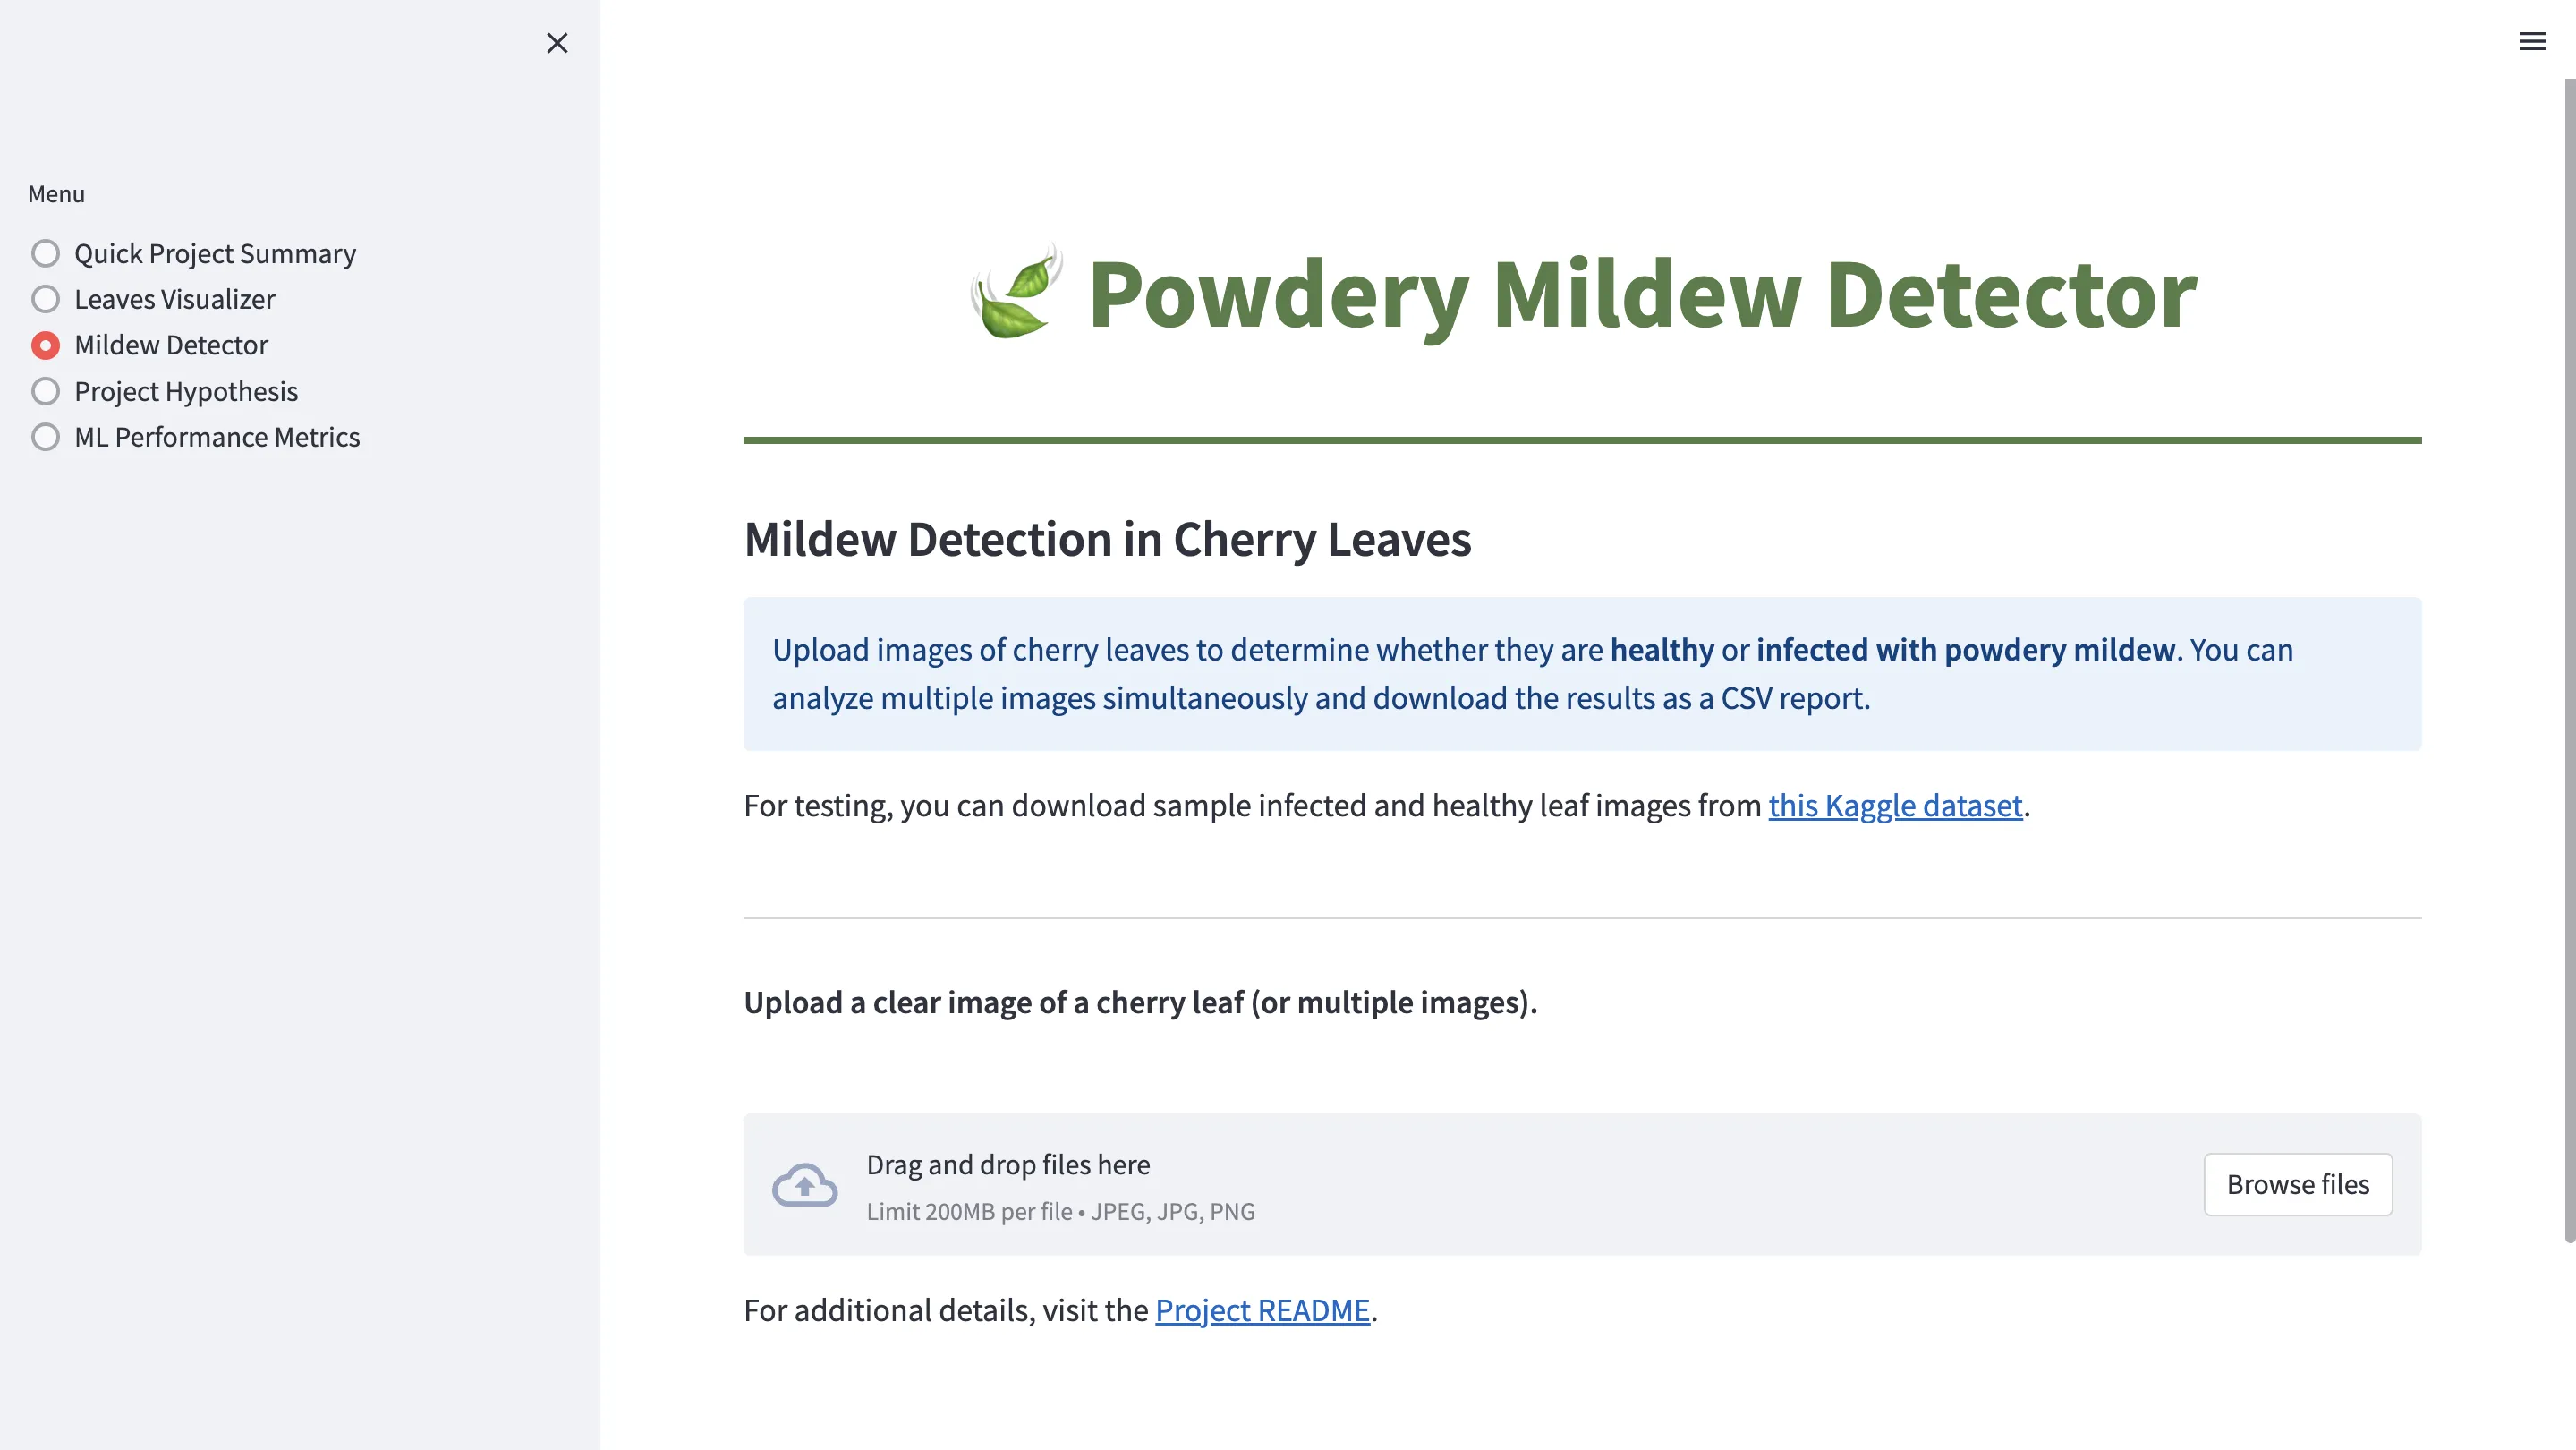 Menu
Quick Project Summary
Leaves Visualizer
Mildew Detector
Project Hypothesis
ML Performance Metrics
Powdery Mildew Detector
Mildew Detection in Cherry Leaves
Upload images of cherry leaves to determine whether they are healthy or infected with powdery mildew. You can
analyze multiple images simultaneously and download the results as a CSV report.
For testing, you can download sample infected and healthy leaf images from this Kaggle dataset.
Upload a clear image of a cherry leaf (or multiple images).
Drag and drop files here
Limit 200MB per file • JPEG, JPG, PNG
Browse files
For additional details, visit the Project README.